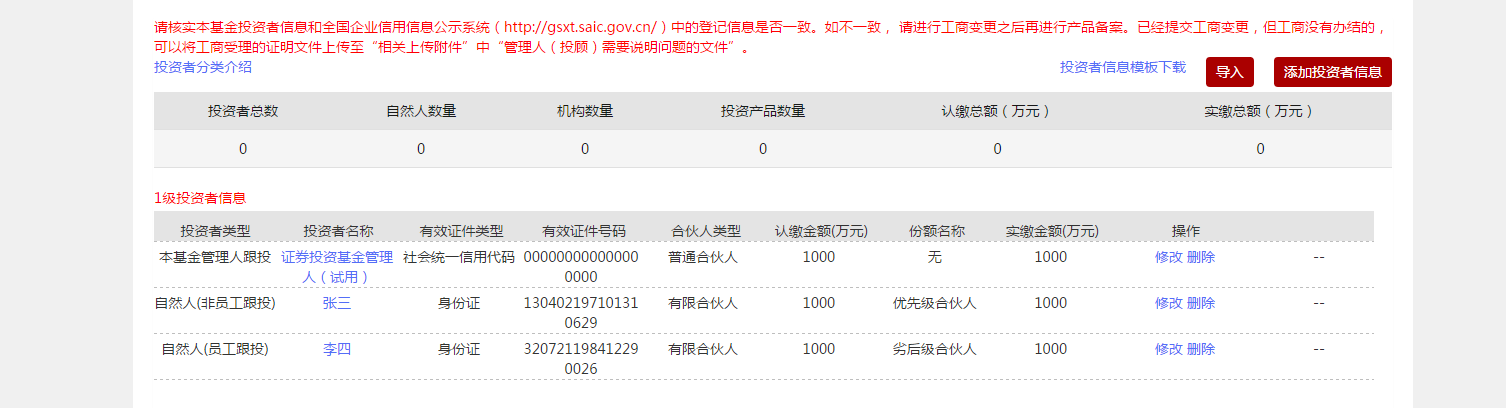 请核实本基金投资者信息和全国企业信用信息公示系统（http://gsxt.saic.gov.cn/）中的登记信息是否一致。如不一致， 请进行工商变更之后再进行产品备案。已经提交工商变更，但工商没有办结的，
可以将工商受理的证明文件上传至“相关上传附件”中“管理人（投顾）需要说明问题的文件”。
投资者分类介绍 投资者信息模板下载 导入 添加投资者信息
投资者总数 自然人数量 机构数量 投资产品数量 认缴总额（万元） 实缴总额（万元）
0 0 0 0 0 0
1级投资者信息
投资者类型 投资者名称 有效证件类型 有效证件号码 合伙人类型 认缴金额(万元) 份额名称 实缴金额(万元) 操作
本基金管理人跟投 证券投资基金管理 社会统一信用代码 00000000000000 普通合伙人 1000 无 1000 修改 删除 --
人（试用） 0000
自然人(非员工跟投) 张三 身份证 13040219710131 有限合伙人 1000 优先级合伙人 1000 修改 删除 --
0629
自然人(员工跟投) 李四 身份证 32072119841229 有限合伙人 1000 劣后级合伙人 1000 修改 删除 --
0026